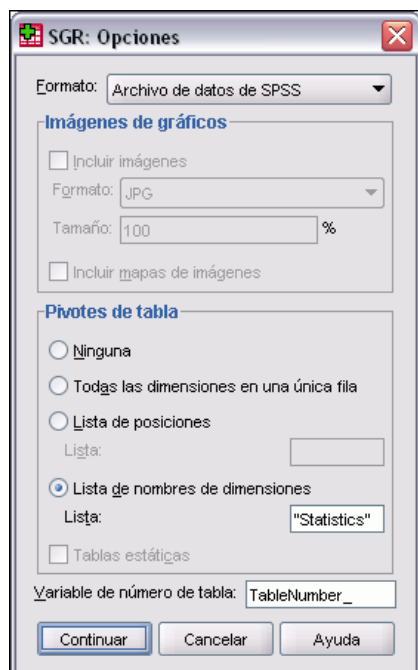 SGR: Opciones
Formato: Archivo de datos de SPSS
Imágenes de gráficos
Incluir imágenes
Formato: JPG
Tamaño: 100 %
Incluir mapas de imágenes
Pivotes de tabla
Ninguna
Todas las dimensiones en una única fila
Lista de posiciones
Lista:
Lista de nombres de dimensiones
Lista: "Statistics"
Tablas estáticas
Variable de número de tabla: TableNumber_
Continuar Cancelar Ayuda